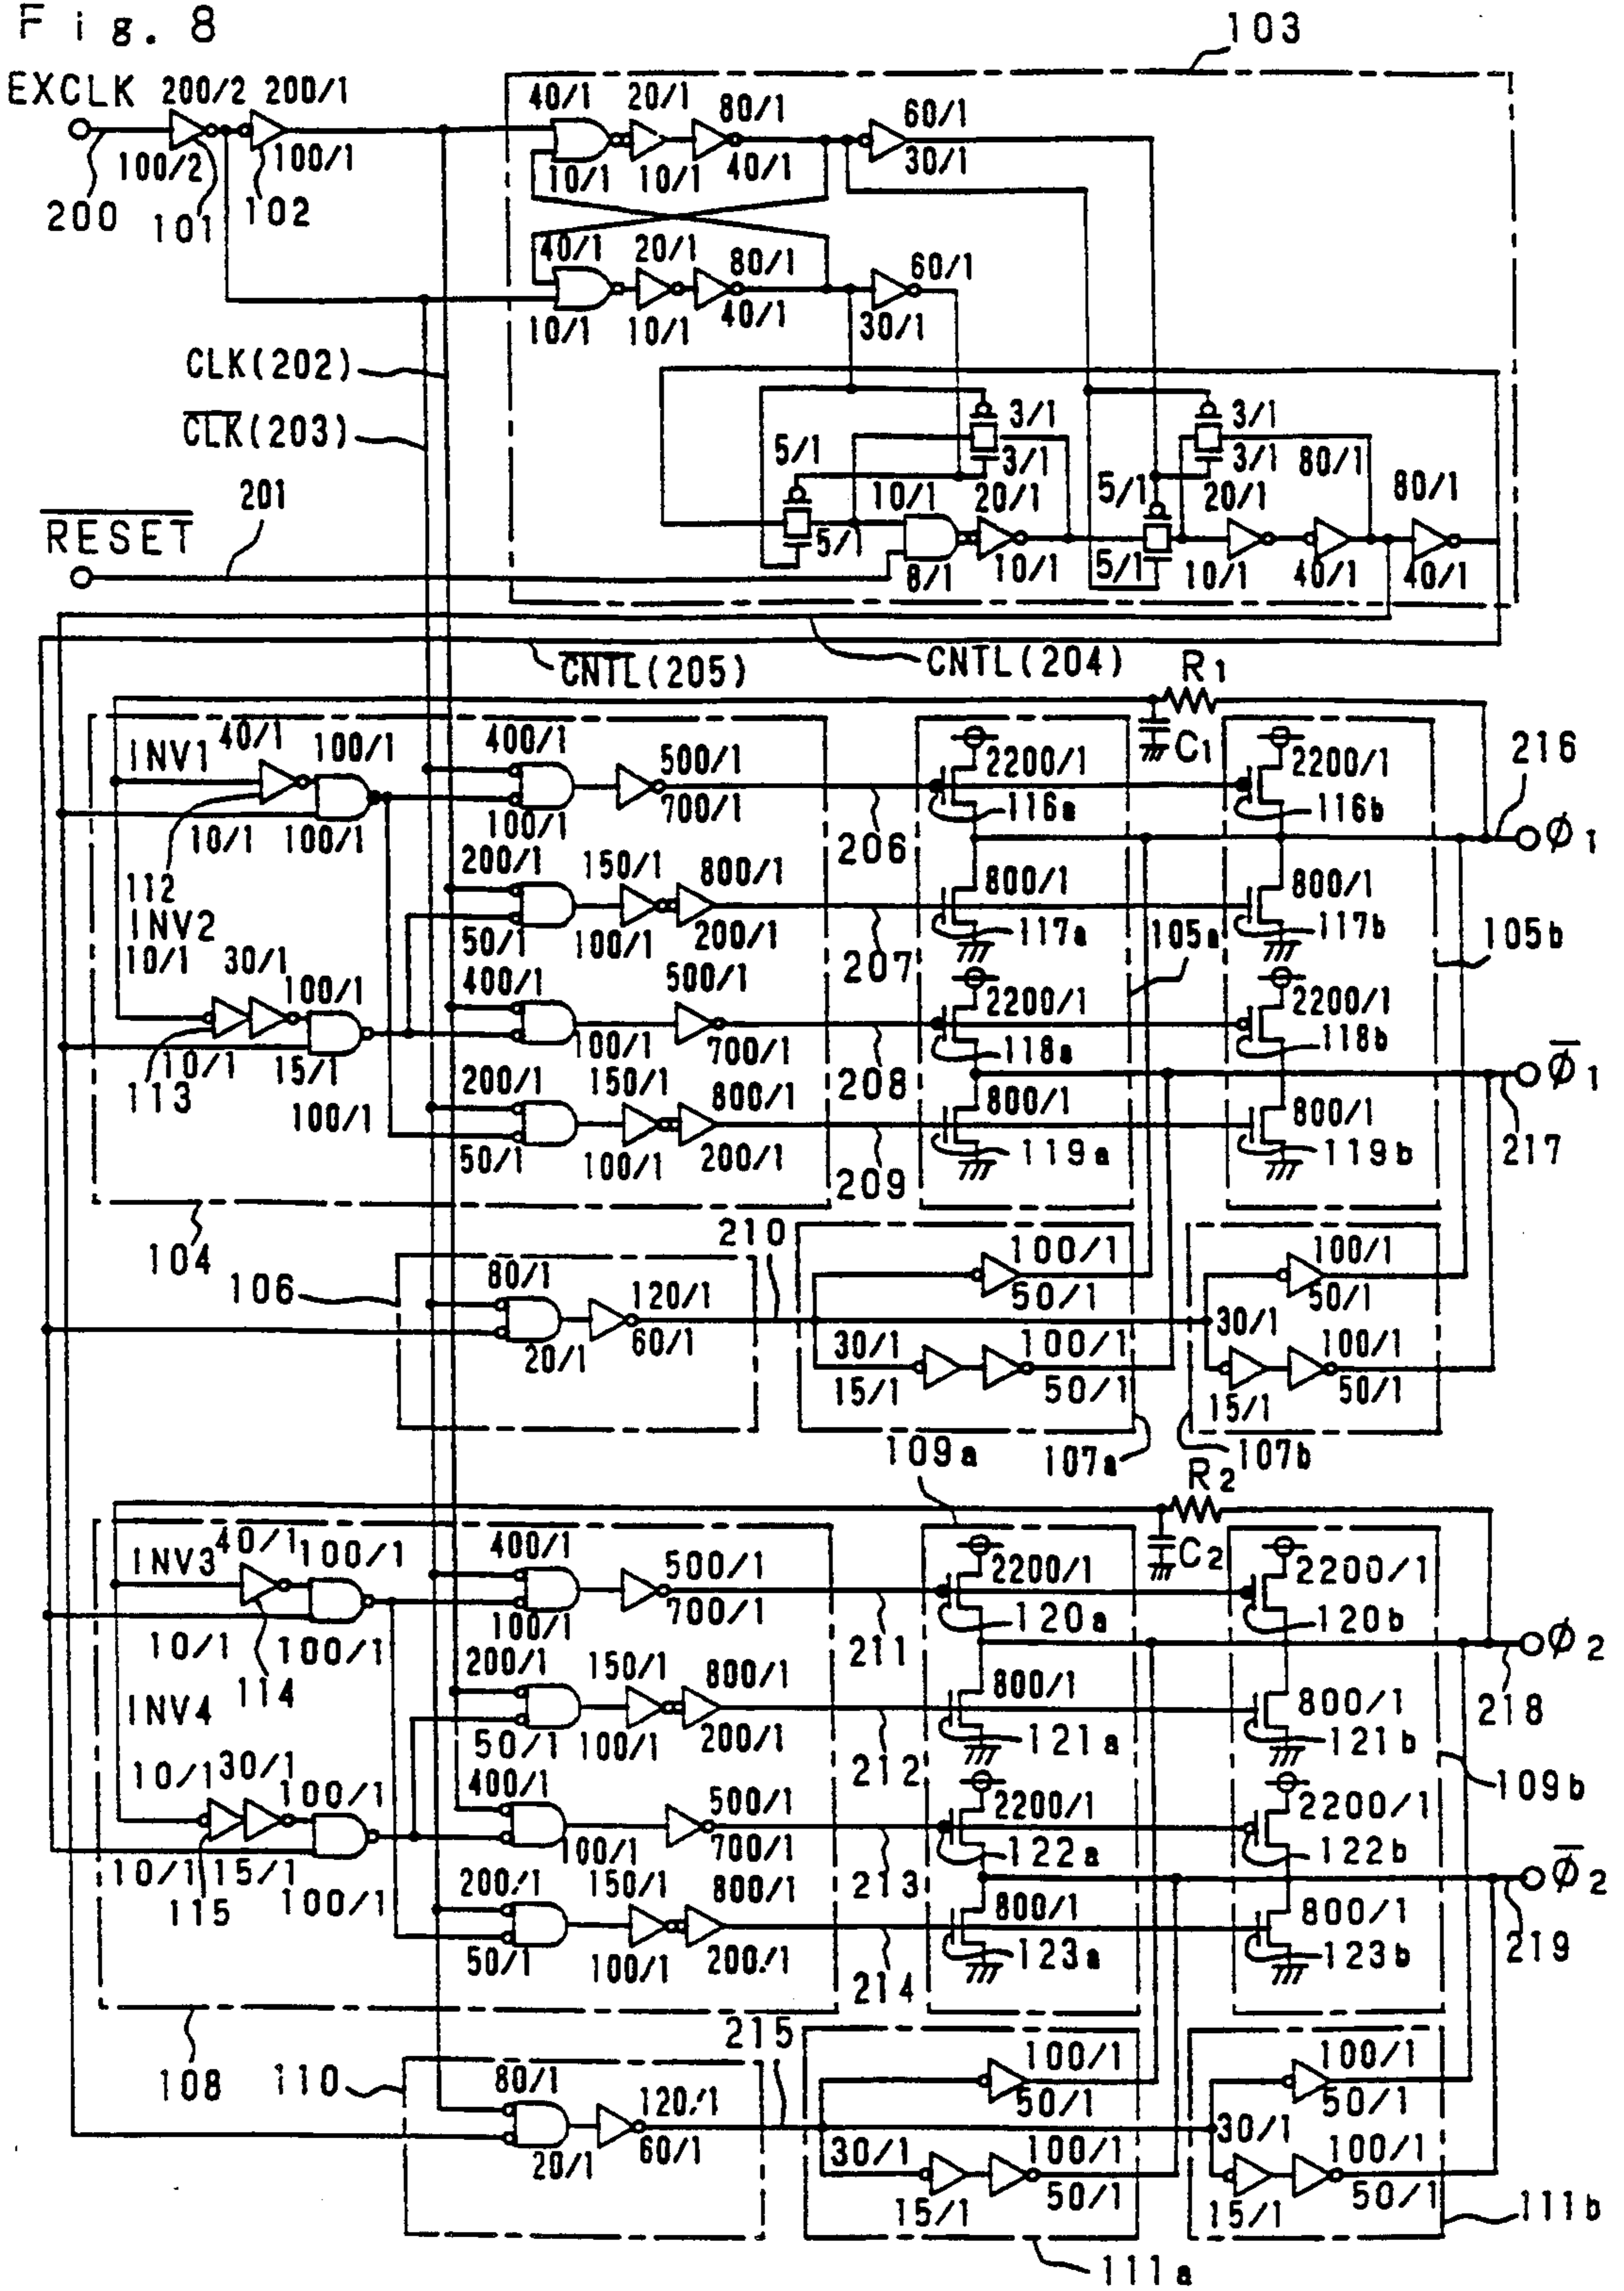 Fig. 8
103
EXCLK 200/2 200/1
100/2 100/1
200 101 102
40/1 20/1 80/1 60/1
10/1 10/1 40/1 30/1
40/1 20/1 80/1 60/1
10/1 10/1 40/1 30/1
CLK(202)
C̅L̅K̅(203)
201
R̅E̅S̅E̅T̅
3/1 3/1
5/1 3/1 3/1 80/1
10/1 20/1 5/1 20/1 80/1
5/1 8/1 10/1 5/1 10/1 40/1 40/1
C̅N̅T̅L̅(205) CNTL(204)
R1
C1
INV1 40/1 100/1 400/1 500/1 2200/1 2200/1 216
10/1 100/1 100/1 700/1 116a 116b
206
ϕ1
112
200/1 150/1 800/1 800/1 800/1
INV2
50/1 100/1 200/1 117a 105a 117b 105b
207
10/1 30/1 100/1 400/1 500/1 2200/1 2200/1
10/1 15/1 100/1 700/1 118a 118b
113
208
ϕ̅1
100/1 200/1 150/1 800/1 800/1 800/1
50/1 100/1 200/1 119a 119b 217
209
104
210
106
80/1 120/1 100/1 100/1
20/1 60/1 50/1 50/1
30/1 100/1 30/1 100/1
15/1 50/1 15/1 50/1
109a 107a 107b
R2
C2
INV3 40/1 100/1 400/1 500/1 2200/1 2200/1
10/1 100/1 100/1 700/1 120a 120b
211
ϕ2
114
200/1 150/1 800/1 800/1 800/1 218
INV4
50/1 100/1 200/1 121a 121b
212
109b
10/1 30/1 100/1 400/1 500/1 2200/1 2200/1
10/1 15/1 100/1 700/1 122a 122b
213
ϕ̅2
115
100/1 200/1 150/1 800/1 800/1 800/1
50/1 100/1 200/1 123a 123b 219
214
108
215
110
80/1 120/1 100/1 100/1
20/1 60/1 50/1 50/1
30/1 100/1 30/1 100/1
15/1 50/1 15/1 50/1
111a 111b